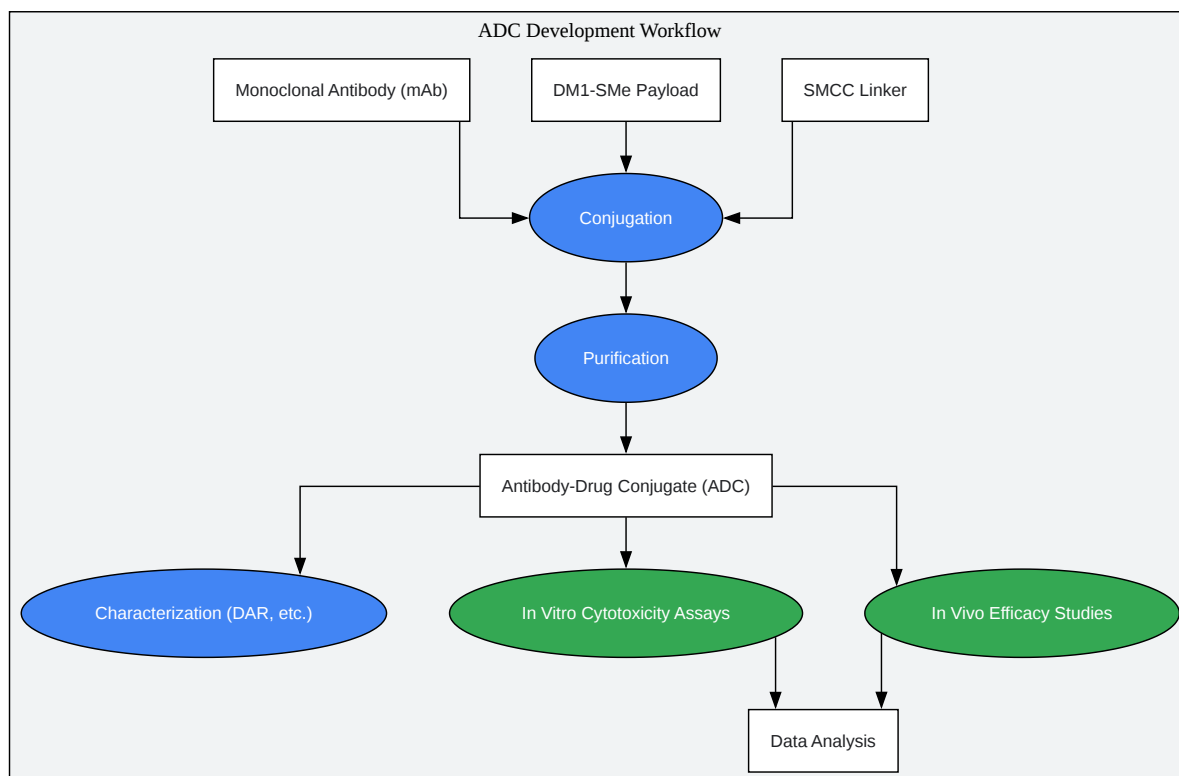 ADC Development Workflow
Monoclonal Antibody (mAb)
DM1-SMe Payload
SMCC Linker
Conjugation
Purification
Antibody-Drug Conjugate (ADC)
Characterization (DAR, etc.)
In Vitro Cytotoxicity Assays
In Vivo Efficacy Studies
Data Analysis